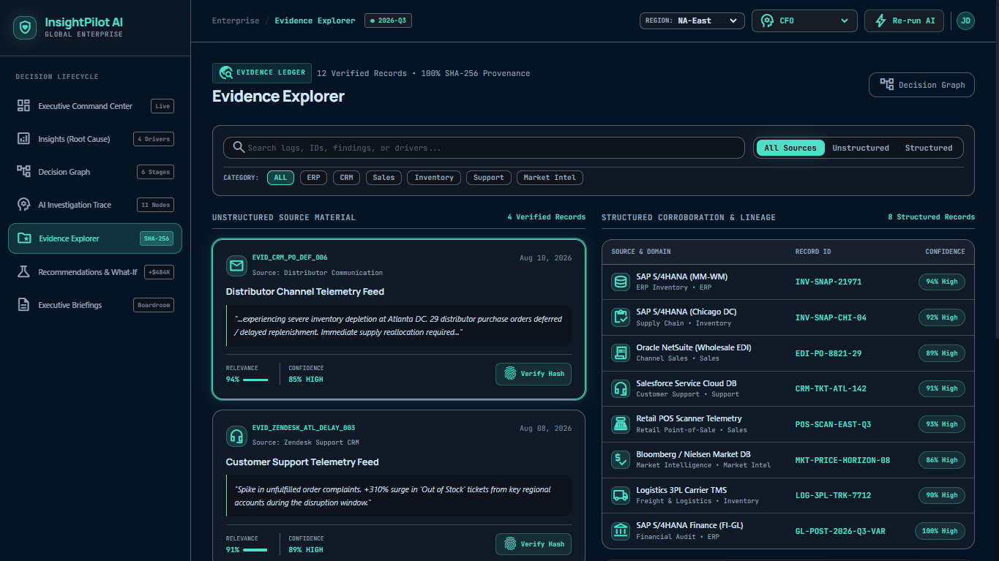 InsightPilot AI
GLOBAL ENTERPRISE
DECISION LIFECYCLE
Executive Command Center Live
Insights (Root Cause) 4 Drivers
Decision Graph 6 Stages
AI Investigation Trace 11 Nodes
Evidence Explorer SHA-256
Recommendations & What-If +$484K
Executive Briefings Boardroom
Enterprise / Evidence Explorer 2026-Q3
REGION: NA-East
CFO
Re-run AI
JD
EVIDENCE LEDGER 12 Verified Records • 100% SHA-256 Provenance
Evidence Explorer
Decision Graph
Search logs, IDs, findings, or drivers...
All Sources Unstructured Structured
CATEGORY: ALL ERP CRM Sales Inventory Support Market Intel
UNSTRUCTURED SOURCE MATERIAL 4 Verified Records
EVID_CRM_PO_DEF_006 Aug 10, 2026
Source: Distributor Communication
Distributor Channel Telemetry Feed
"...experiencing severe inventory depletion at Atlanta DC. 29 distributor purchase orders deferred
/ delayed replenishment. Immediate supply reallocation required..."
RELEVANCE CONFIDENCE
94% 85% HIGH
Verify Hash
EVID_ZENDESK_ATL_DELAY_003 Aug 08, 2026
Source: Zendesk Support CRM
Customer Support Telemetry Feed
"Spike in unfulfilled order complaints. +310% surge in 'Out of Stock' tickets from key regional
accounts during the disruption window."
RELEVANCE CONFIDENCE
91% 89% HIGH
Verify Hash
STRUCTURED CORROBORATION & LINEAGE 8 Structured Records
SOURCE & DOMAIN RECORD ID CONFIDENCE
SAP S/4HANA (MM-WM)
ERP Inventory • ERP
INV-SNAP-21971 94% High
SAP S/4HANA (Chicago DC)
Supply Chain • Inventory
INV-SNAP-CHI-04 92% High
Oracle NetSuite (Wholesale EDI)
Channel Sales • Sales
EDI-PO-8821-29 89% High
Salesforce Service Cloud DB
Customer Support • Support
CRM-TKT-ATL-142 91% High
Retail POS Scanner Telemetry
Retail Point-of-Sale • Sales
POS-SCAN-EAST-Q3 93% High
Bloomberg / Nielsen Market DB
Market Intelligence • Market Intel
MKT-PRICE-HORIZON-08 86% High
Logistics 3PL Carrier TMS
Freight & Logistics • Inventory
LOG-3PL-TRK-7712 90% High
SAP S/4HANA Finance (FI-GL)
Financial Audit • ERP
GL-POST-2026-Q3-VAR 100% High